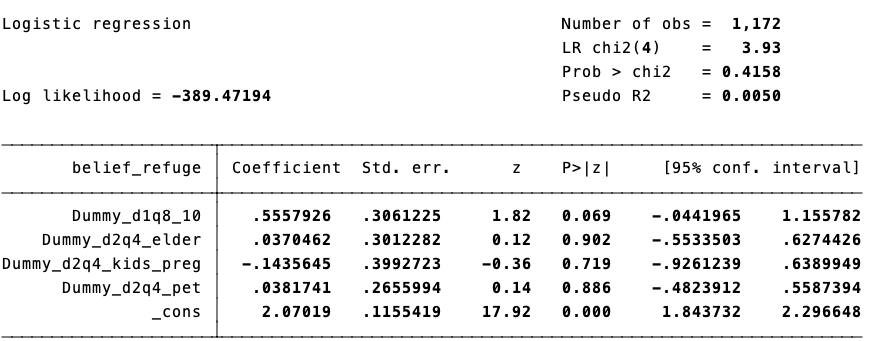 Logistic regression Number of obs = 1,172
LR chi2(4) = 3.93
Prob > chi2 = 0.4158
Log likelihood = -389.47194 Pseudo R2 = 0.0050
belief_refuge Coefficient Std. err. z P>|z| [95% conf. interval]
Dummy_d1q8_10 .5557926 .3061225 1.82 0.069 -.0441965 1.155782
Dummy_d2q4_elder .0370462 .3012282 0.12 0.902 -.5533503 .6274426
Dummy_d2q4_kids_preg -.1435645 .3992723 -0.36 0.719 -.9261239 .6389949
Dummy_d2q4_pet .0381741 .2655994 0.14 0.886 -.4823912 .5587394
_cons 2.07019 .1155419 17.92 0.000 1.843732 2.296648